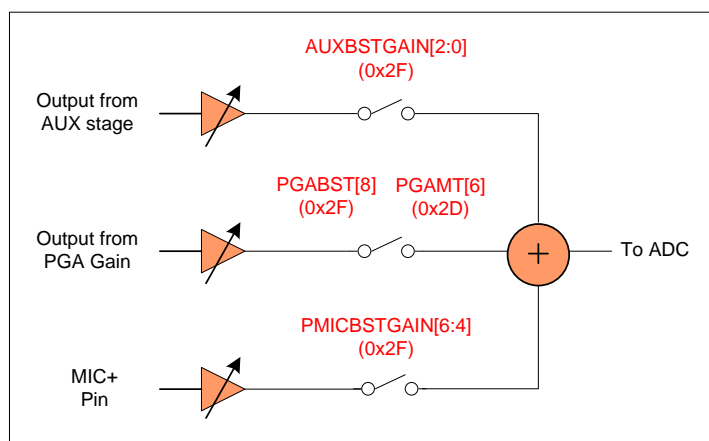 AUXBSTGAIN[2:0]
(0x2F)
Output from
AUX stage
PGABST[8] PGAMT[6]
(0x2F) (0x2D)
Output from
PGA Gain
+
To ADC
PMICBSTGAIN[6:4]
(0x2F)
MIC+
Pin